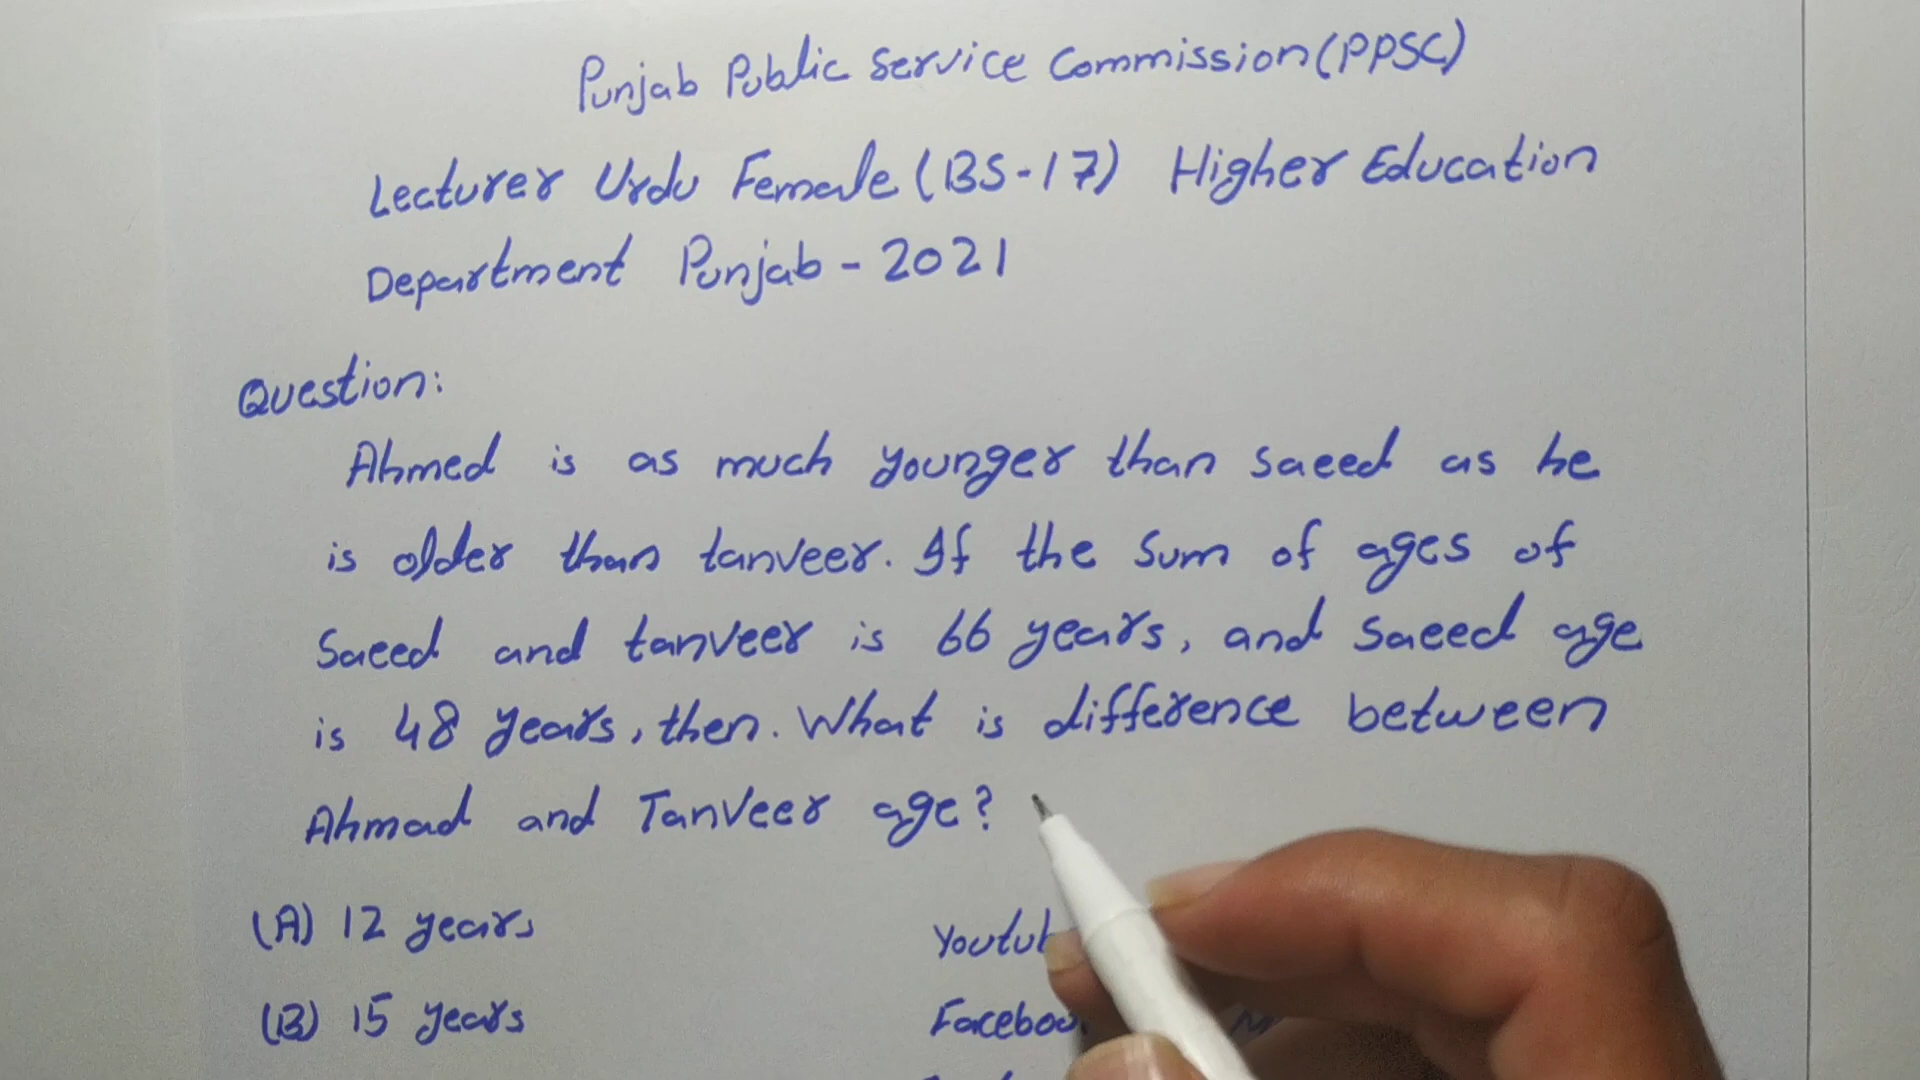 Punjab Public Service Commission (PPSC)
Lecturer Urdu Female (BS-17) Higher Education
Department Punjab - 2021
Question:
Ahmed is as much younger than saeed as he
is older than tanveer. If the sum of ages of
Saeed and tanveer is 66 years, and saeed age
is 48 years, then. What is difference between
Ahmad and Tanveer age?
(A) 12 years
(B) 15 years